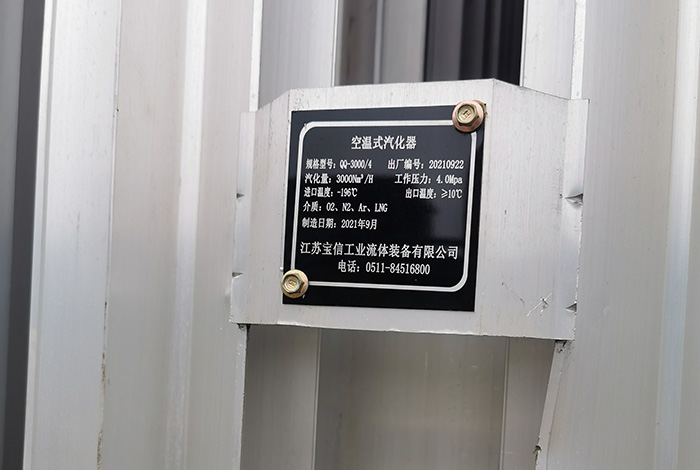 空温式汽化器
规格型号：QQ-3000/4 出厂编号：20210922
汽化量：3000Nm³/H 工作压力：4.0Mpa
进口温度：-196℃ 出口温度：≥10℃
介质：O2、N2、Ar、LNG
制造日期：2021年9月
江苏宝信工业流体装备有限公司
电话：0511-84516800